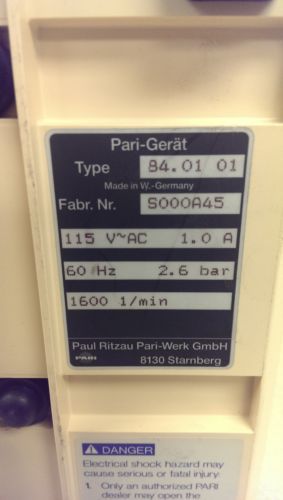 Pari-Gerät
Type 84.01 01
Made in W.-Germany
Fabr. Nr. S000A45
115 V~AC 1.0 A
60 Hz 2.6 bar
1600 1/min
Paul Ritzau Pari-Werk GmbH
8130 Starnberg
DANGER
Electrical shock hazard may
cause serious or fatal injury:
1. Only an authorized PARI
dealer may open the